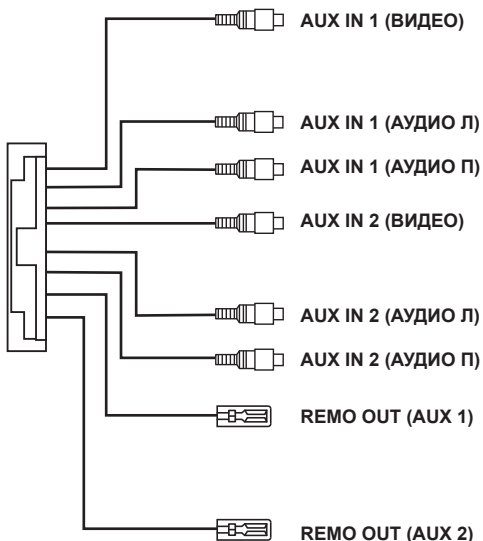 AUX IN 1 (ВИДЕО)
AUX IN 1 (АУДИО Л)
AUX IN 1 (АУДИО П)
AUX IN 2 (ВИДЕО)
AUX IN 2 (АУДИО Л)
AUX IN 2 (АУДИО П)
REMO OUT (AUX 1)
REMO OUT (AUX 2)